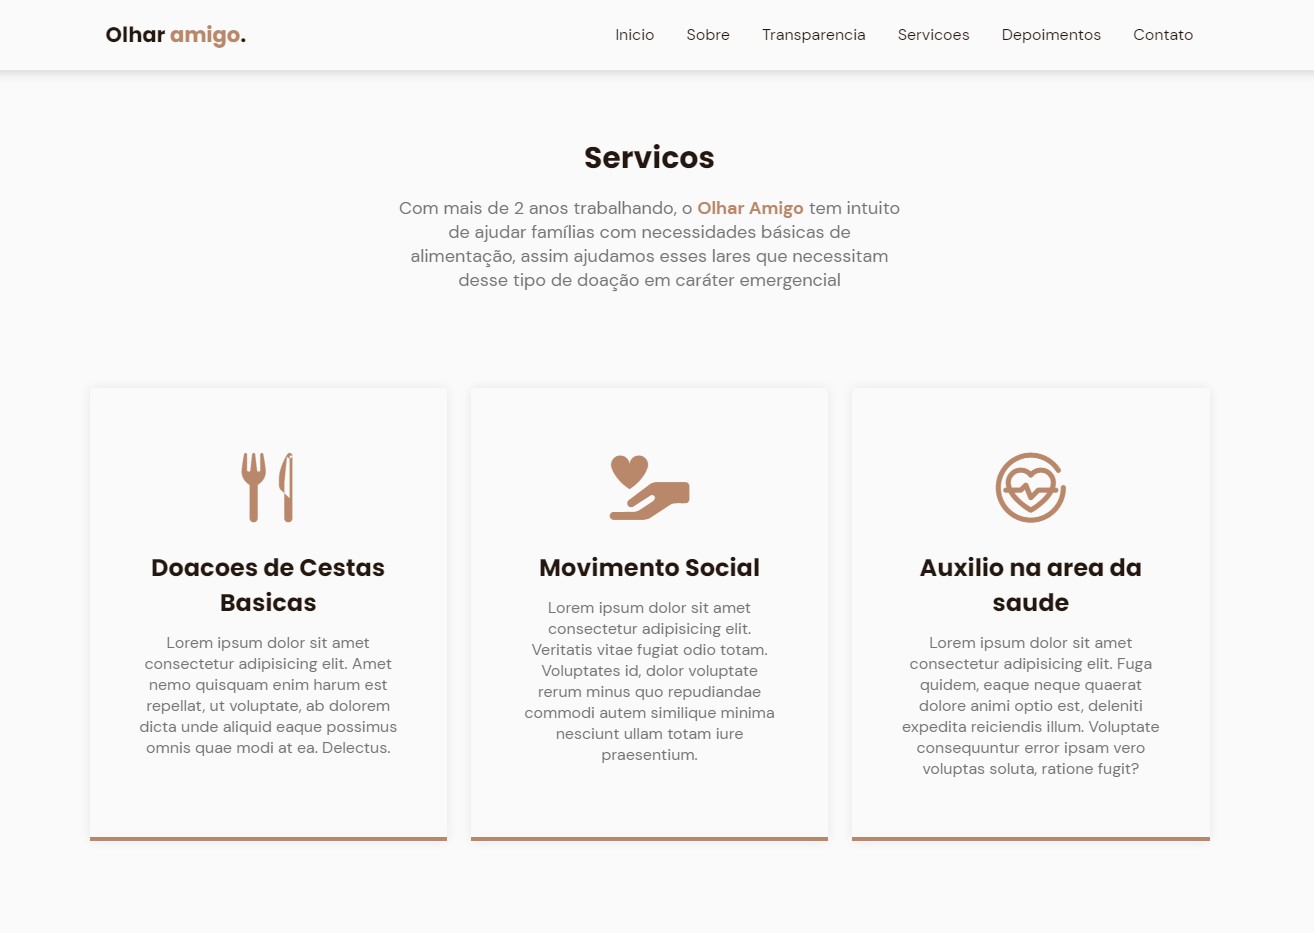 Olhar amigo.
Inicio Sobre Transparencia Servicoes Depoimentos Contato
Servicos
Com mais de 2 anos trabalhando, o Olhar Amigo tem intuito
de ajudar famílias com necessidades básicas de
alimentação, assim ajudamos esses lares que necessitam
desse tipo de doação em caráter emergencial
Doacoes de Cestas
Basicas
Lorem ipsum dolor sit amet
consectetur adipisicing elit. Amet
nemo quisquam enim harum est
repellat, ut voluptate, ab dolorem
dicta unde aliquid eaque possimus
omnis quae modi at ea. Delectus.
Movimento Social
Lorem ipsum dolor sit amet
consectetur adipisicing elit.
Veritatis vitae fugiat odio totam.
Voluptates id, dolor voluptate
rerum minus quo repudiandae
commodi autem similique minima
nesciunt ullam totam iure
praesentium.
Auxilio na area da
saude
Lorem ipsum dolor sit amet
consectetur adipisicing elit. Fuga
quidem, eaque neque quaerat
dolore animi optio est, deleniti
expedita reiciendis illum. Voluptate
consequuntur error ipsam vero
voluptas soluta, ratione fugit?